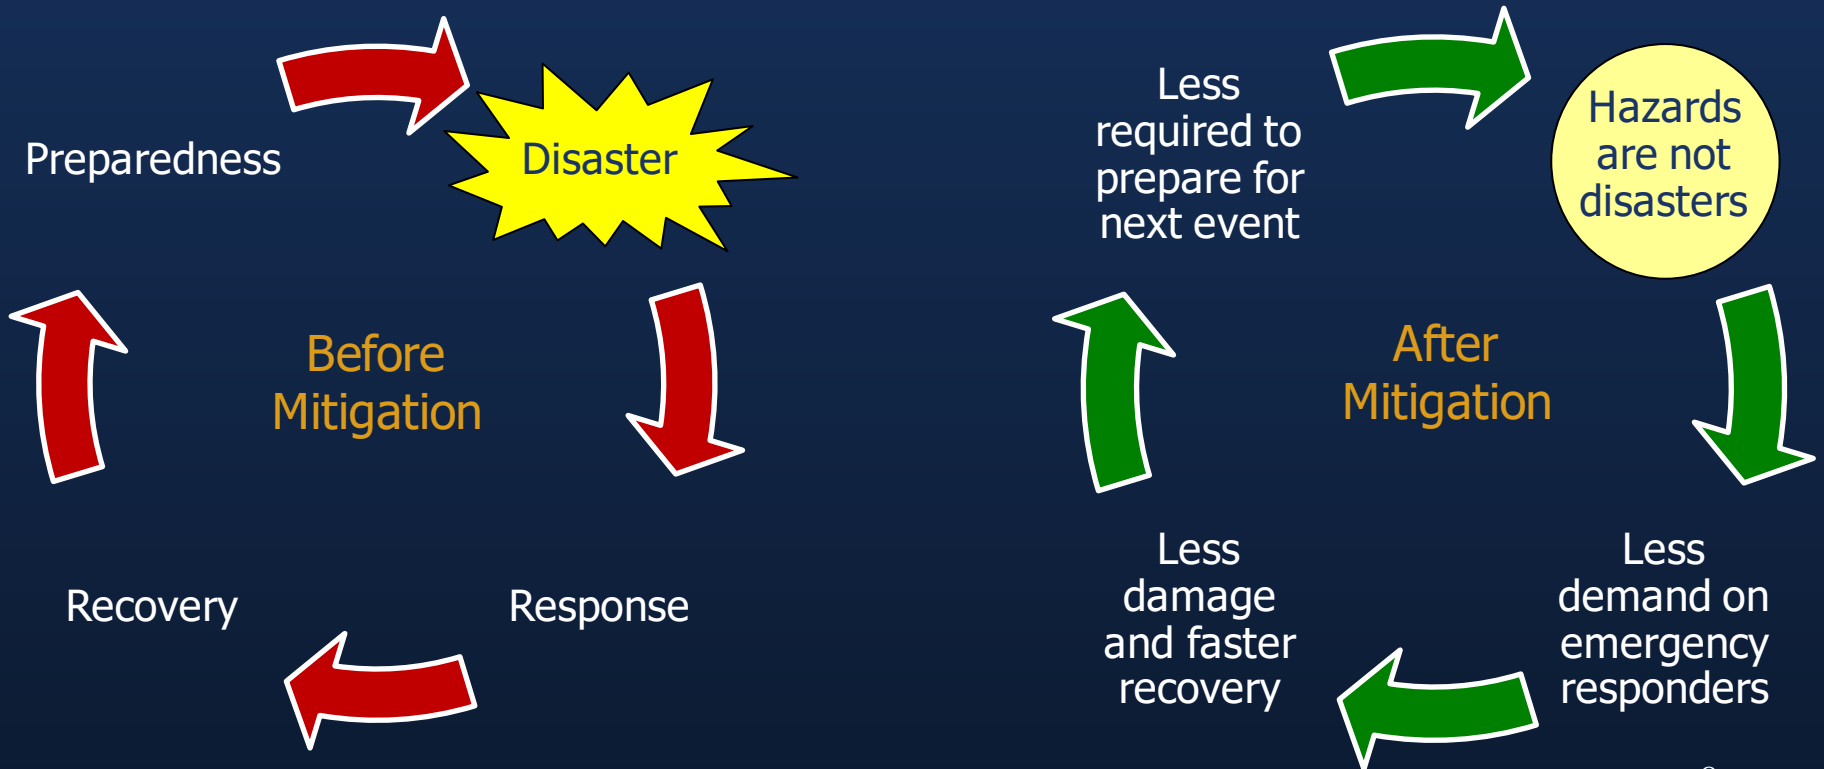 Preparedness
Disaster
Before
Mitigation
Recovery
Response
Less
required to
prepare for
next event
Hazards
are not
disasters
After
Mitigation
Less
damage
and faster
recovery
Less
demand on
emergency
responders